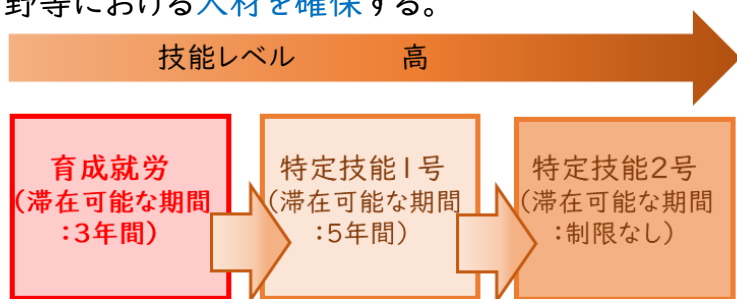 野等における人材を確保する。
技能レベル　高
育成就労
(滞在可能な期間
:3年間)
特定技能1号
(滞在可能な期間
:5年間)
特定技能2号
(滞在可能な期間
:制限なし)